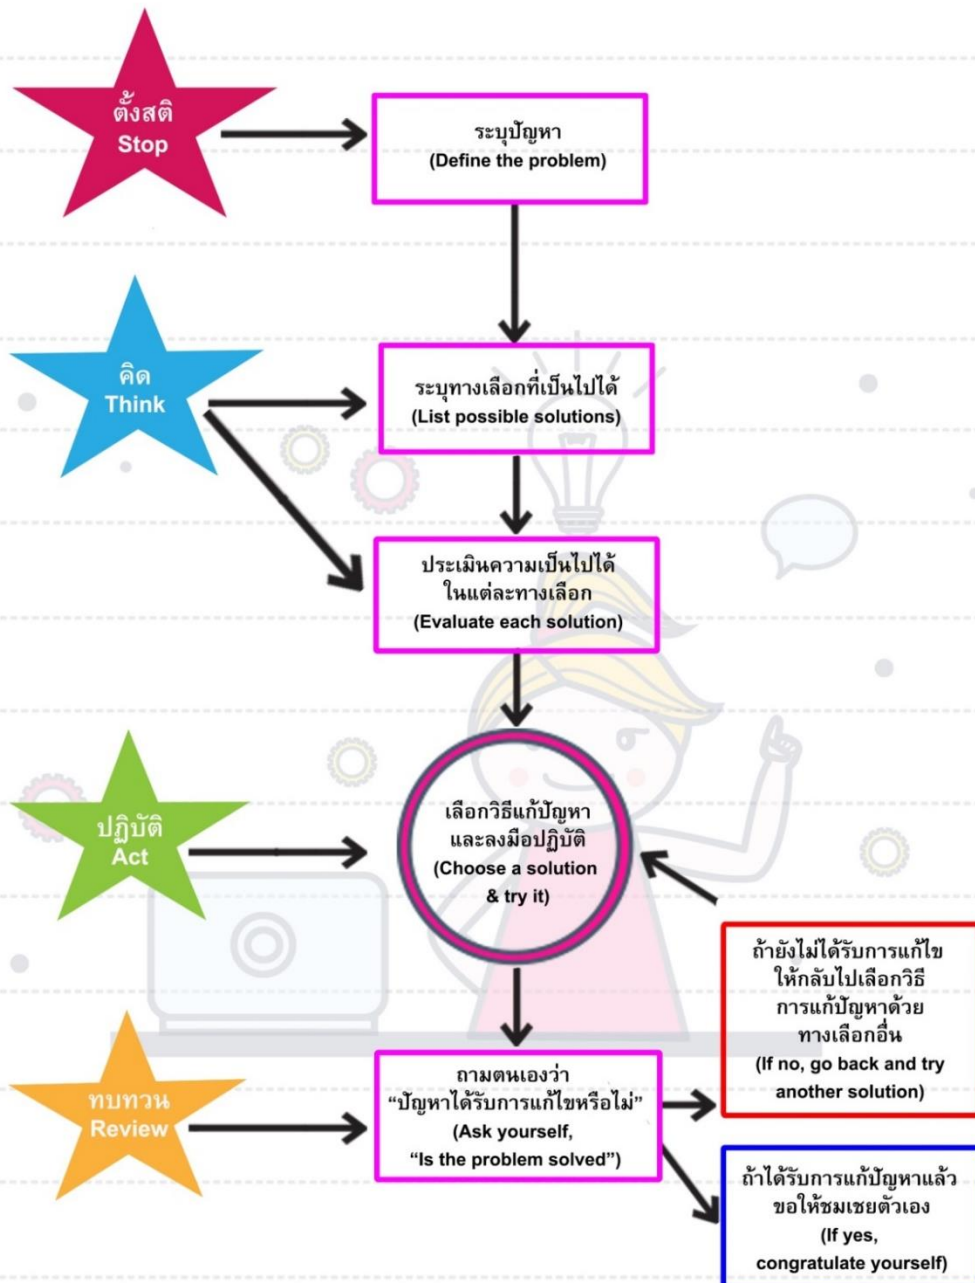 ตั้งสติ
Stop
ระบุปัญหา
(Define the problem)
คิด
Think
ระบุทางเลือกที่เป็นไปได้
(List possible solutions)
ประเมินความเป็นไปได้
ในแต่ละทางเลือก
(Evaluate each solution)
ปฏิบัติ
Act
เลือกวิธีแก้ปัญหา
และลงมือปฏิบัติ
(Choose a solution
& try it)
ถ้ายังไม่ได้รับการแก้ไข
ให้กลับไปเลือกวิธี
การแก้ปัญหาด้วย
ทางเลือกอื่น
(If no, go back and try
another solution)
ทบทวน
Review
ถามตนเองว่า
“ปัญหาได้รับการแก้ไขหรือไม่”
(Ask yourself,
“Is the problem solved”)
ถ้าได้รับการแก้ปัญหาแล้ว
ขอให้ชมเชยตัวเอง
(If yes,
congratulate yourself)